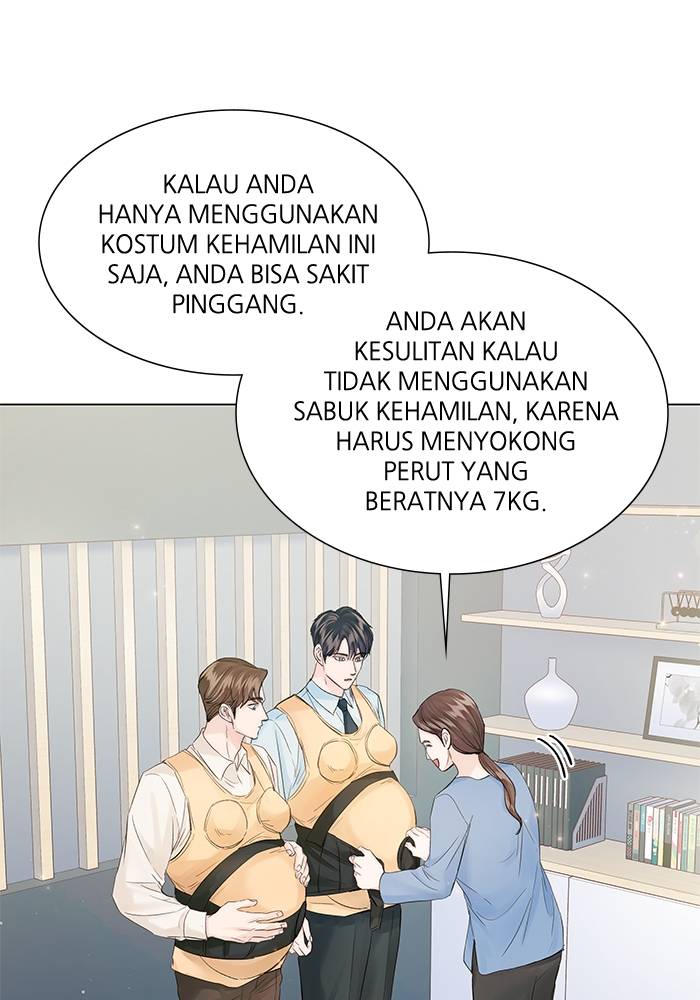 KALAU ANDA
HANYA MENGGUNAKAN
KOSTUM KEHAMILAN INI
SAJA, ANDA BISA SAKIT
PINGGANG.
ANDA AKAN
KESULITAN KALAU
TIDAK MENGGUNAKAN
SABUK KEHAMILAN, KARENA
HARUS MENYOKONG
PERUT YANG
BERATNYA 7KG.